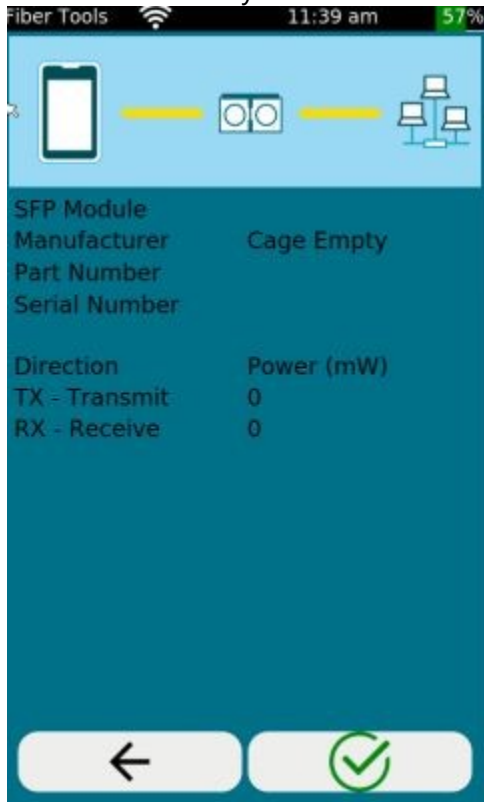 Fiber Tools 11:39 am 57%
SFP Module
Manufacturer Cage Empty
Part Number
Serial Number
Direction Power (mW)
TX - Transmit 0
RX - Receive 0